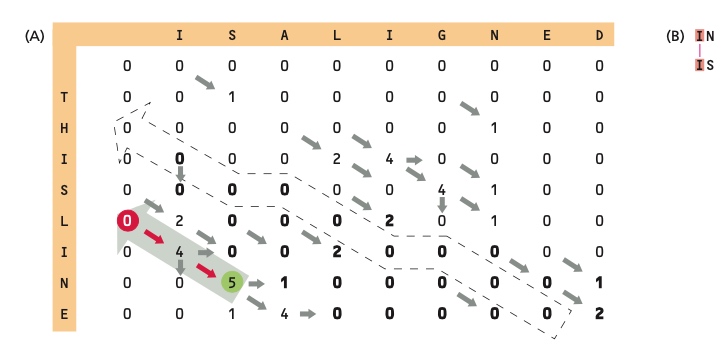 (A) I S A L I G N E D (B) I N
0 0 0 0 0 0 0 0 0 0 I S
T 0 0 1 0 0 0 0 0 0 0
H 0 0 0 0 0 0 0 1 0 0
I 0 0 0 0 2 4 0 0 0 0
S 0 0 0 0 0 0 4 1 0 0
L 0 2 0 0 0 2 0 1 0 0
I 0 4 0 0 2 0 0 0 0 0
N 0 0 5 1 0 0 0 0 0 1
E 0 0 1 4 0 0 0 0 0 2